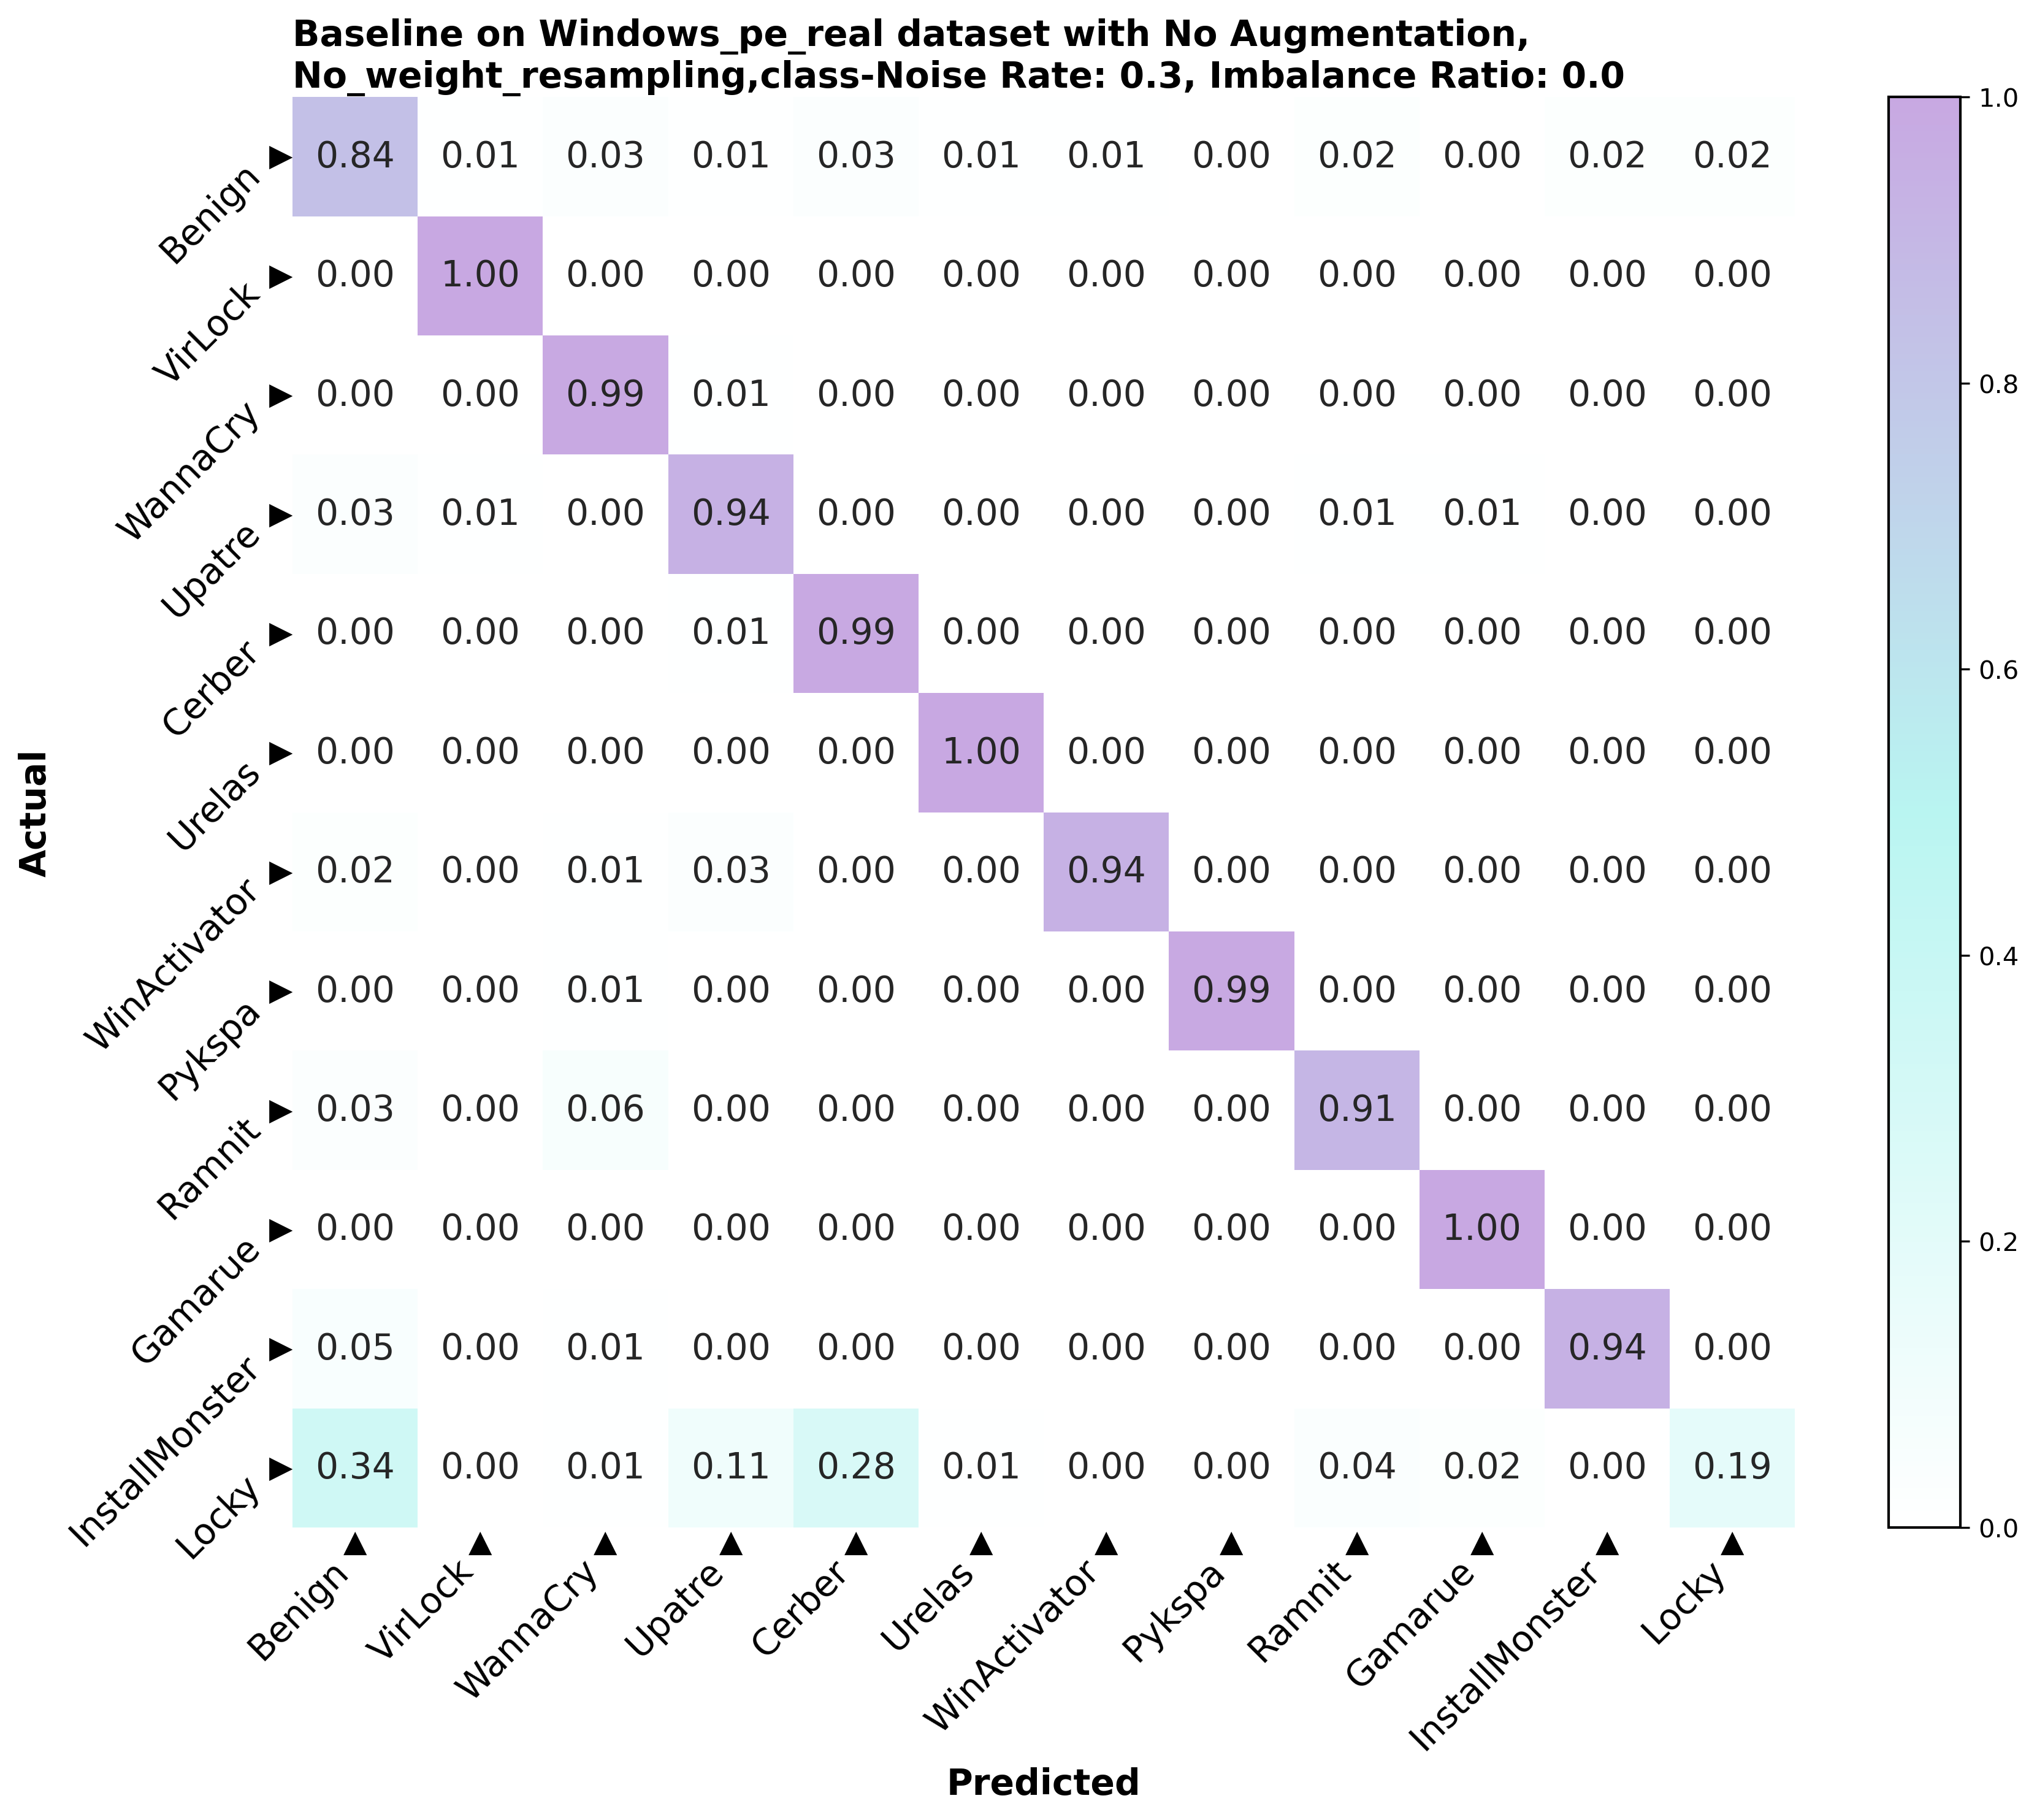 Baseline on Windows_pe_real dataset with No Augmentation,
No_weight_resampling,class-Noise Rate: 0.3, Imbalance Ratio: 0.0
Actual
Benign 0.84 0.01 0.03 0.01 0.03 0.01 0.01 0.00 0.02 0.00 0.02 0.02
VirLock 0.00 1.00 0.00 0.00 0.00 0.00 0.00 0.00 0.00 0.00 0.00 0.00
WannaCry 0.00 0.00 0.99 0.01 0.00 0.00 0.00 0.00 0.00 0.00 0.00 0.00
Upatre 0.03 0.01 0.00 0.94 0.00 0.00 0.00 0.00 0.01 0.01 0.00 0.00
Cerber 0.00 0.00 0.00 0.01 0.99 0.00 0.00 0.00 0.00 0.00 0.00 0.00
Urelas 0.00 0.00 0.00 0.00 0.00 1.00 0.00 0.00 0.00 0.00 0.00 0.00
WinActivator 0.02 0.00 0.01 0.03 0.00 0.00 0.94 0.00 0.00 0.00 0.00 0.00
Pykspa 0.00 0.00 0.01 0.00 0.00 0.00 0.00 0.99 0.00 0.00 0.00 0.00
Ramnit 0.03 0.00 0.06 0.00 0.00 0.00 0.00 0.00 0.91 0.00 0.00 0.00
Gamarue 0.00 0.00 0.00 0.00 0.00 0.00 0.00 0.00 0.00 1.00 0.00 0.00
InstallMonster 0.05 0.00 0.01 0.00 0.00 0.00 0.00 0.00 0.00 0.00 0.94 0.00
Locky 0.34 0.00 0.01 0.11 0.28 0.01 0.00 0.00 0.04 0.02 0.00 0.19
Benign VirLock WannaCry Upatre Cerber Urelas WinActivator Pykspa Ramnit Gamarue InstallMonster Locky
Predicted
1.0
0.8
0.6
0.4
0.2
0.0